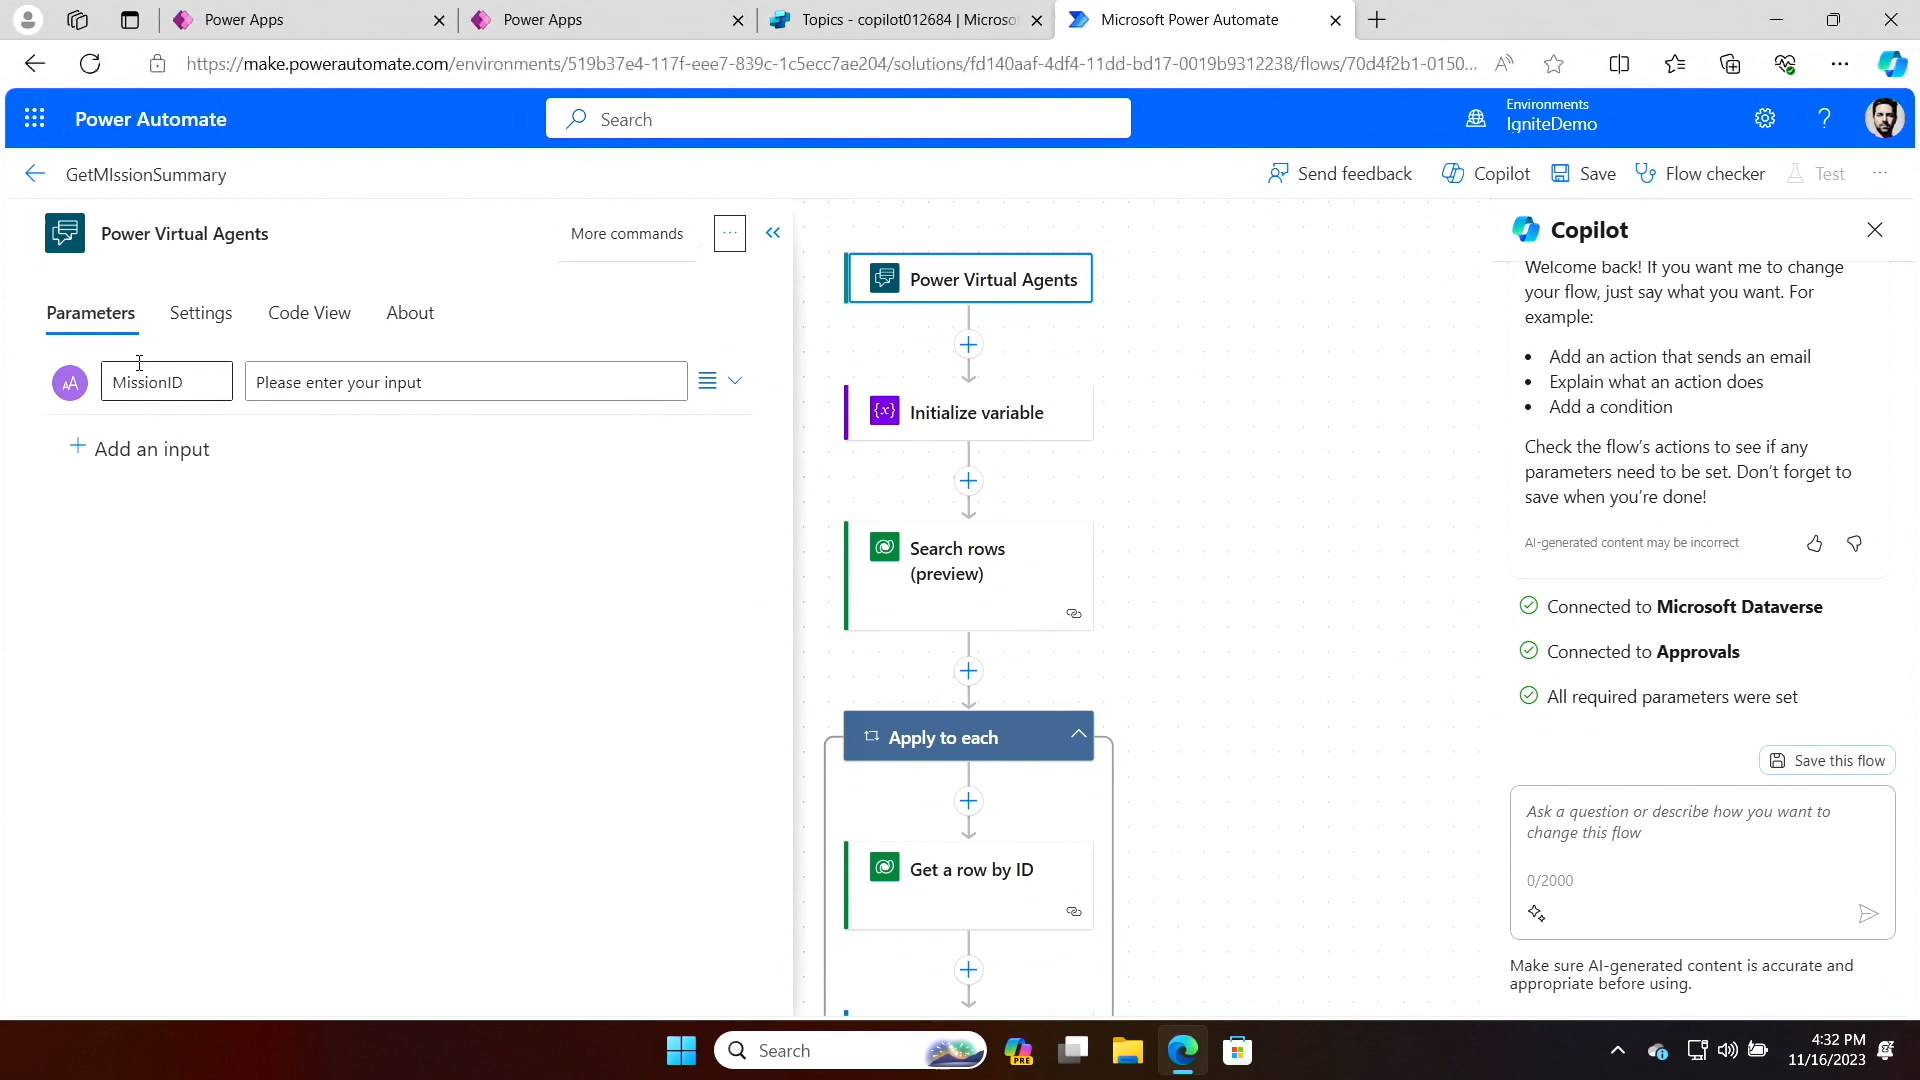 Power Apps
Power Apps
Topics - copilot012684 | Microso
Microsoft Power Automate
https://make.powerautomate.com/environments/519b37e4-117f-eee7-839c-1c5ecc7ae204/solutions/fd140aaf-4df4-11dd-bd17-0019b9312238/flows/70d4f2b1-0150...
Power Automate
Search
Environments
IgniteDemo
GetMIssionSummary
Send feedback
Copilot
Save
Flow checker
Test
Power Virtual Agents
More commands
Parameters
Settings
Code View
About
MissionID
Please enter your input
Add an input
Power Virtual Agents
Initialize variable
Search rows
(preview)
Apply to each
Get a row by ID
Copilot
Welcome back! If you want me to change
your flow, just say what you want. For
example:
• Add an action that sends an email
• Explain what an action does
• Add a condition
Check the flow's actions to see if any
parameters need to be set. Don't forget to
save when you're done!
AI-generated content may be incorrect
Connected to Microsoft Dataverse
Connected to Approvals
All required parameters were set
Save this flow
Ask a question or describe how you want to
change this flow
0/2000
Make sure AI-generated content is accurate and
appropriate before using.
Search
PRE
4:32 PM
11/16/2023